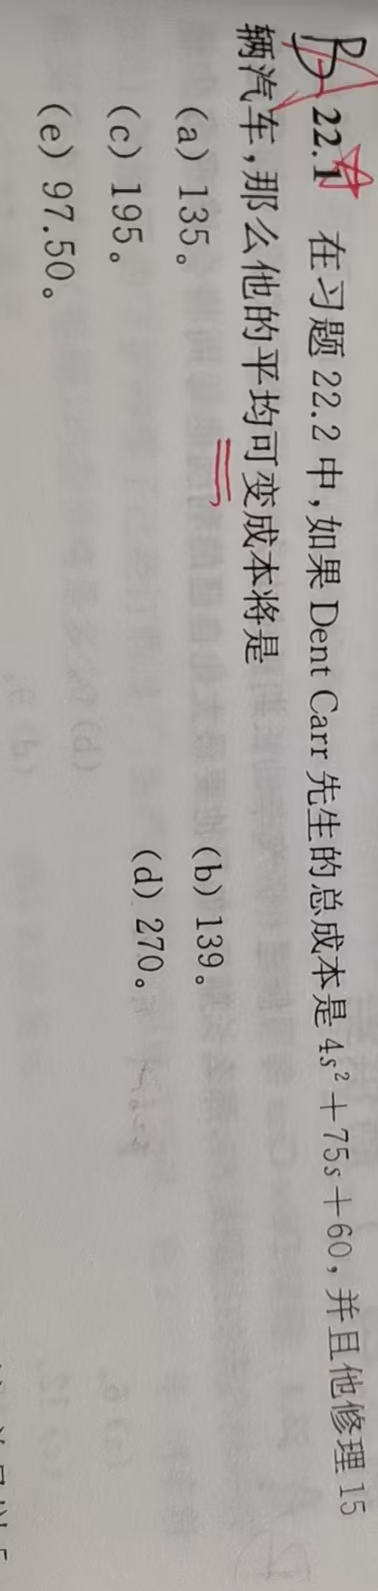 22.1 在习题 22.2 中,如果 Dent Carr 先生的总成本是 4s²+75s+60,并且他修理 15
辆汽车,那么他的平均可变成本将是
(a) 135。 (b) 139。
(c) 195。 (d) 270。
(e) 97.50。